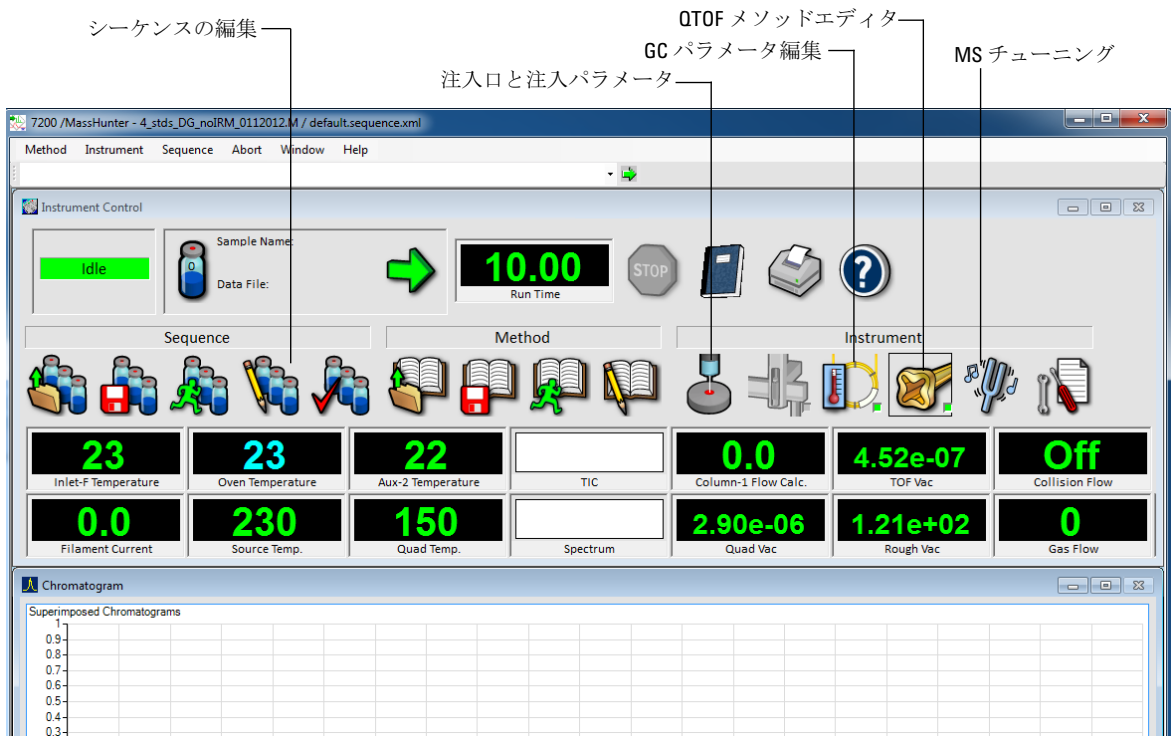 シーケンスの編集
QTOF メソッドエディタ
GC パラメータ編集
MS チューニング
注入口と注入パラメータ
7200 /MassHunter - 4_stds_DG_noIRM_0112012.M / default.sequence.xml
Method Instrument Sequence Abort Window Help
Instrument Control
Idle
0
Sample Name:
Data File:
10.00
Run Time
STOP
?
Sequence
Method
Instrument
23
Inlet-F Temperature
23
Oven Temperature
22
Aux-2 Temperature
TIC
0.0
Column-1 Flow Calc.
4.52e-07
TOF Vac
Off
Collision Flow
0.0
Filament Current
230
Source Temp.
150
Quad Temp.
Spectrum
2.90e-06
Quad Vac
1.21e+02
Rough Vac
0
Gas Flow
Chromatogram
Superimposed Chromatograms
1
0.9
0.8
0.7
0.6
0.5
0.4
0.3